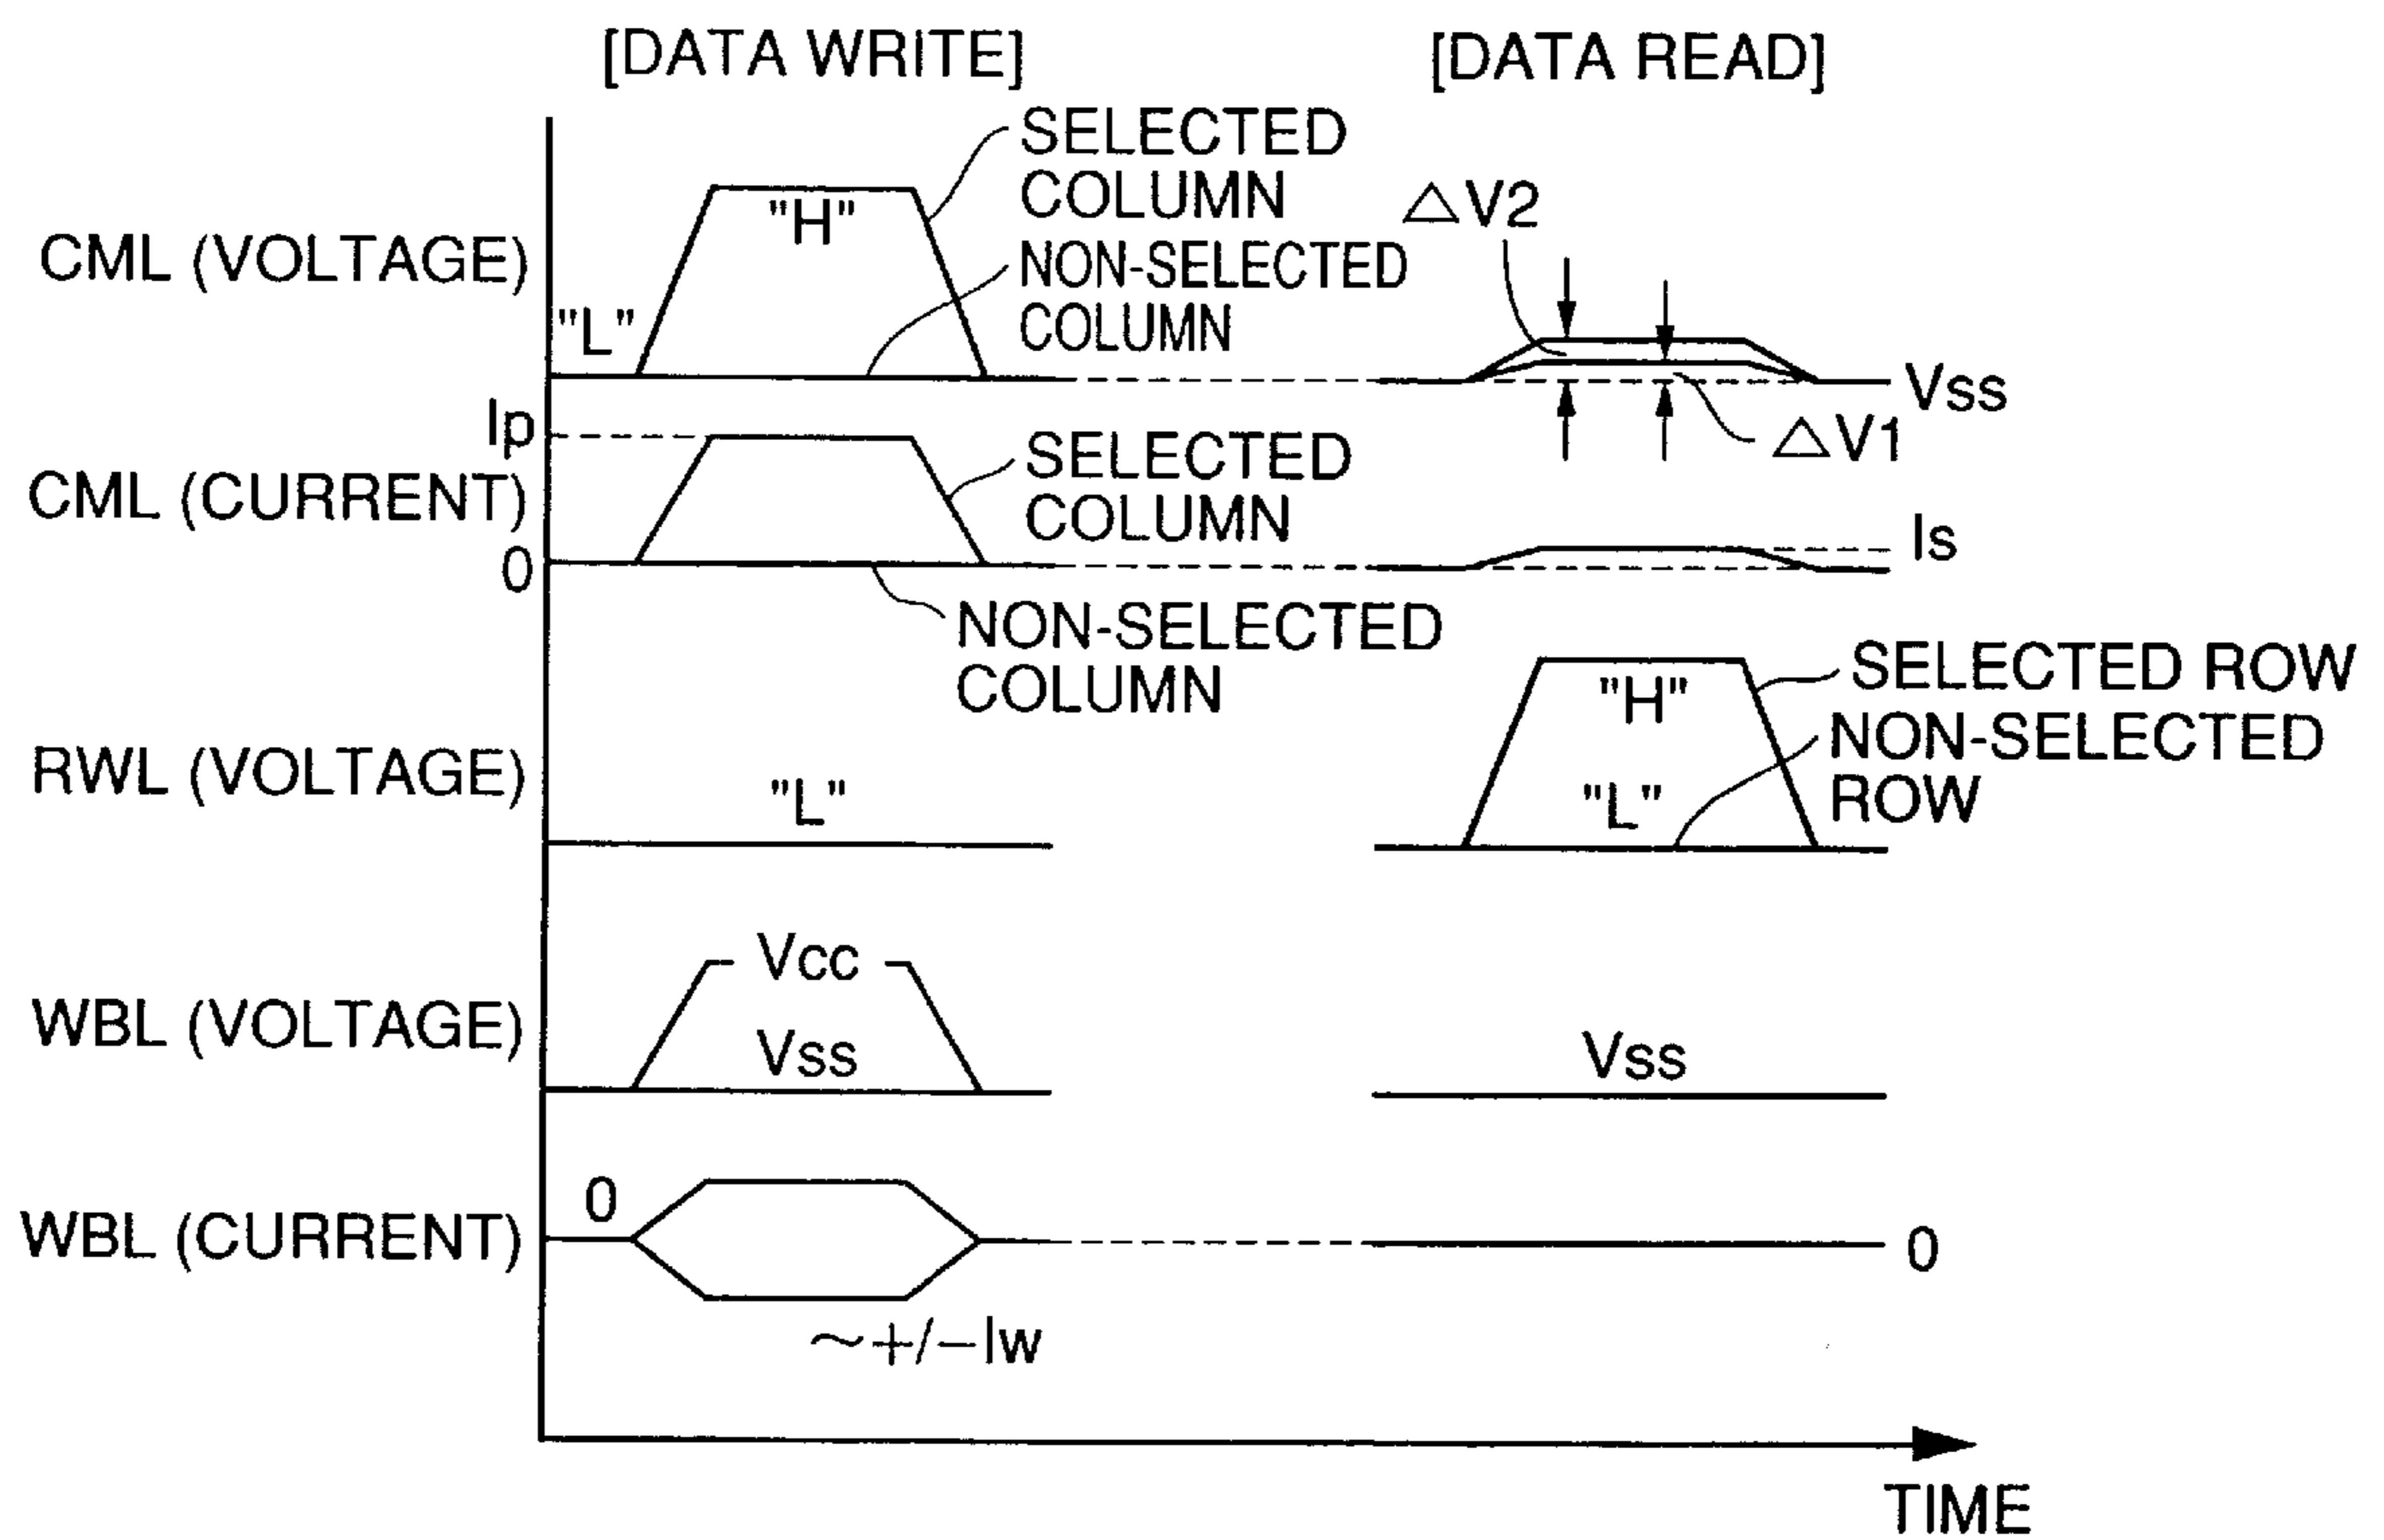 [DATA WRITE]
[DATA READ]
SELECTED
COLUMN
"H"
△V2
CML (VOLTAGE)
NON-SELECTED
COLUMN
"L"
Vss
△V1
Ip
SELECTED
COLUMN
CML (CURRENT)
Is
0
NON-SELECTED
COLUMN
SELECTED ROW
"H"
NON-SELECTED
ROW
RWL (VOLTAGE)
"L"
"L"
Vcc
WBL (VOLTAGE)
Vss
Vss
0
WBL (CURRENT)
0
~+/-Iw
TIME